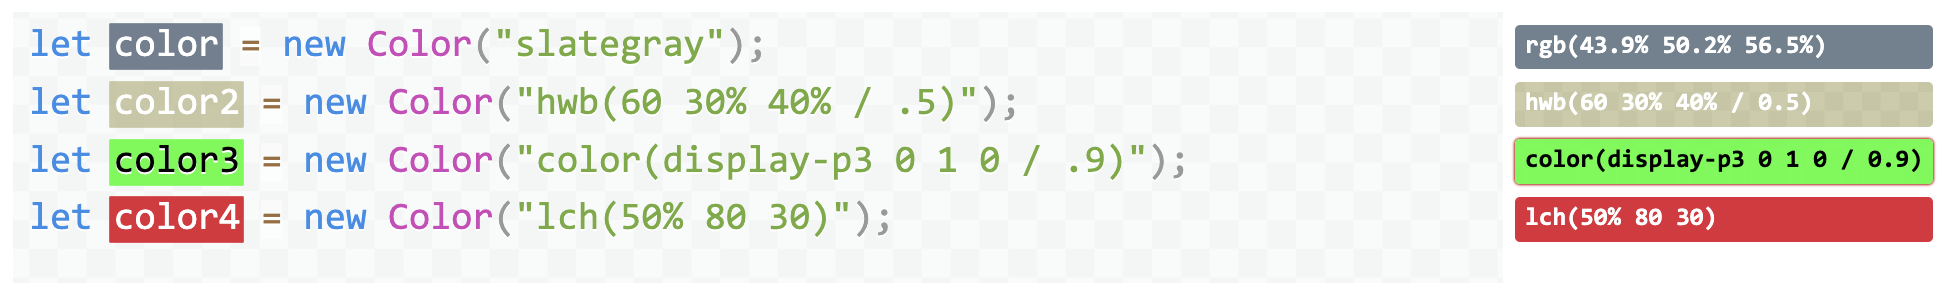 let color = new Color("slategray");
rgb(43.9% 50.2% 56.5%)
let color2 = new Color("hwb(60 30% 40% / .5)");
hwb(60 30% 40% / 0.5)
let color3 = new Color("color(display-p3 0 1 0 / .9)");
color(display-p3 0 1 0 / 0.9)
let color4 = new Color("lch(50% 80 30)");
lch(50% 80 30)